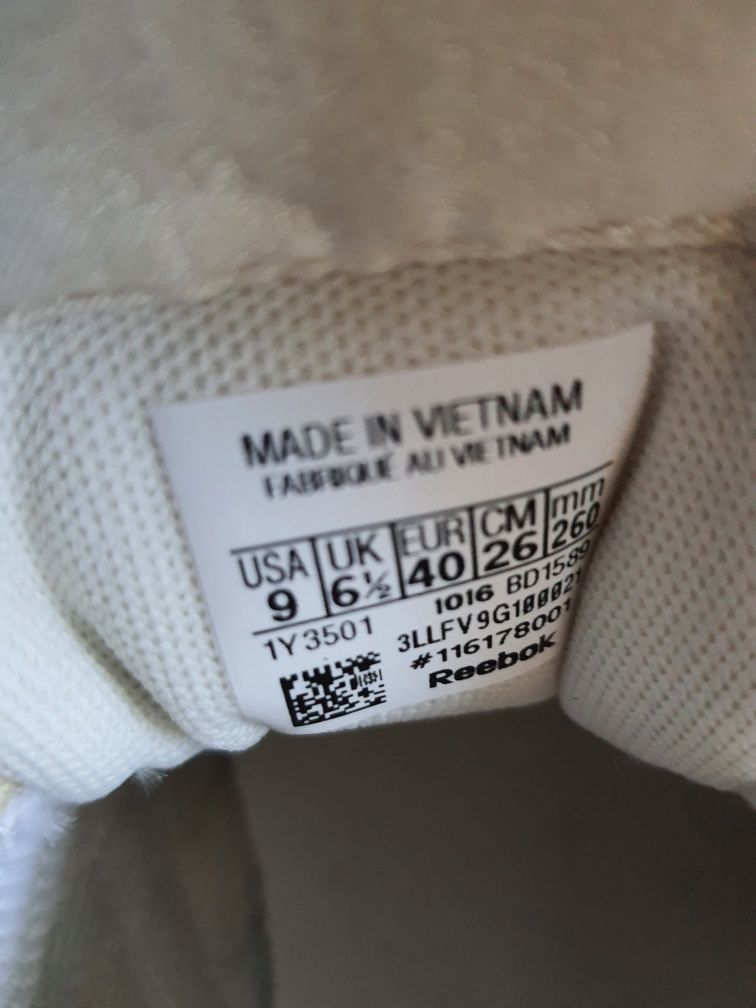 MADE IN VIETNAM
FABRIQUÉ AU VIETNAM
USA UK EUR CM mm
9 6½ 40 26 260
1016 BD1589
1Y3501 3LLFV9G10002
#116178001
Reebok